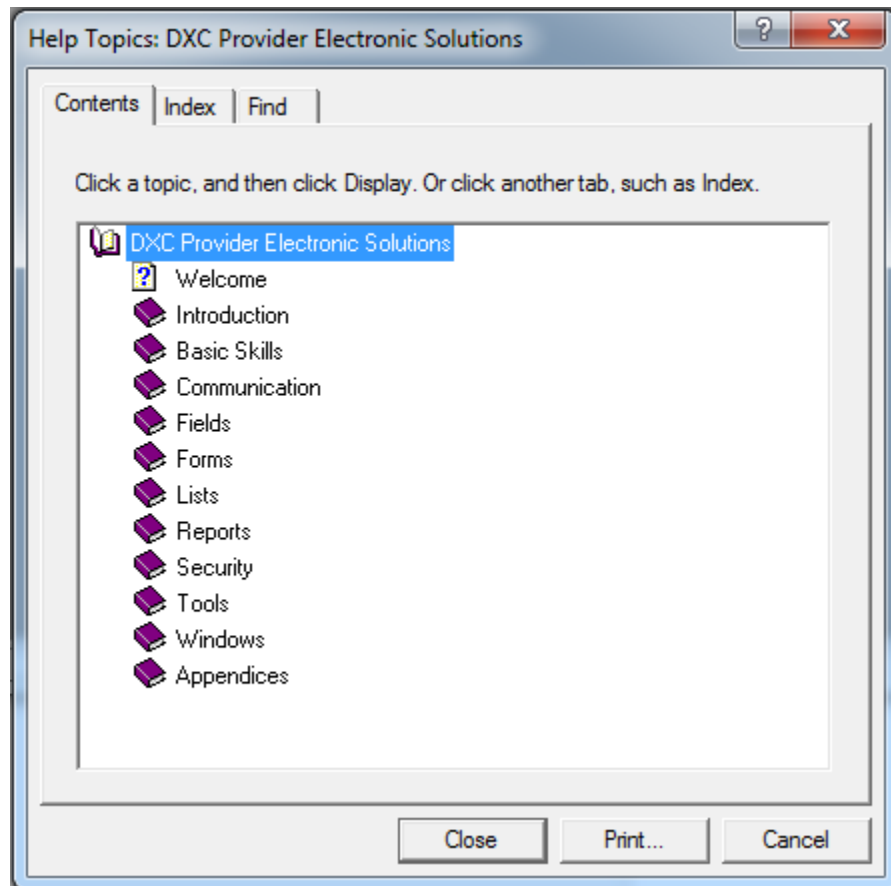 Help Topics: DXC Provider Electronic Solutions
Contents Index Find
Click a topic, and then click Display. Or click another tab, such as Index.
DXC Provider Electronic Solutions
Welcome
Introduction
Basic Skills
Communication
Fields
Forms
Lists
Reports
Security
Tools
Windows
Appendices
Close Print... Cancel